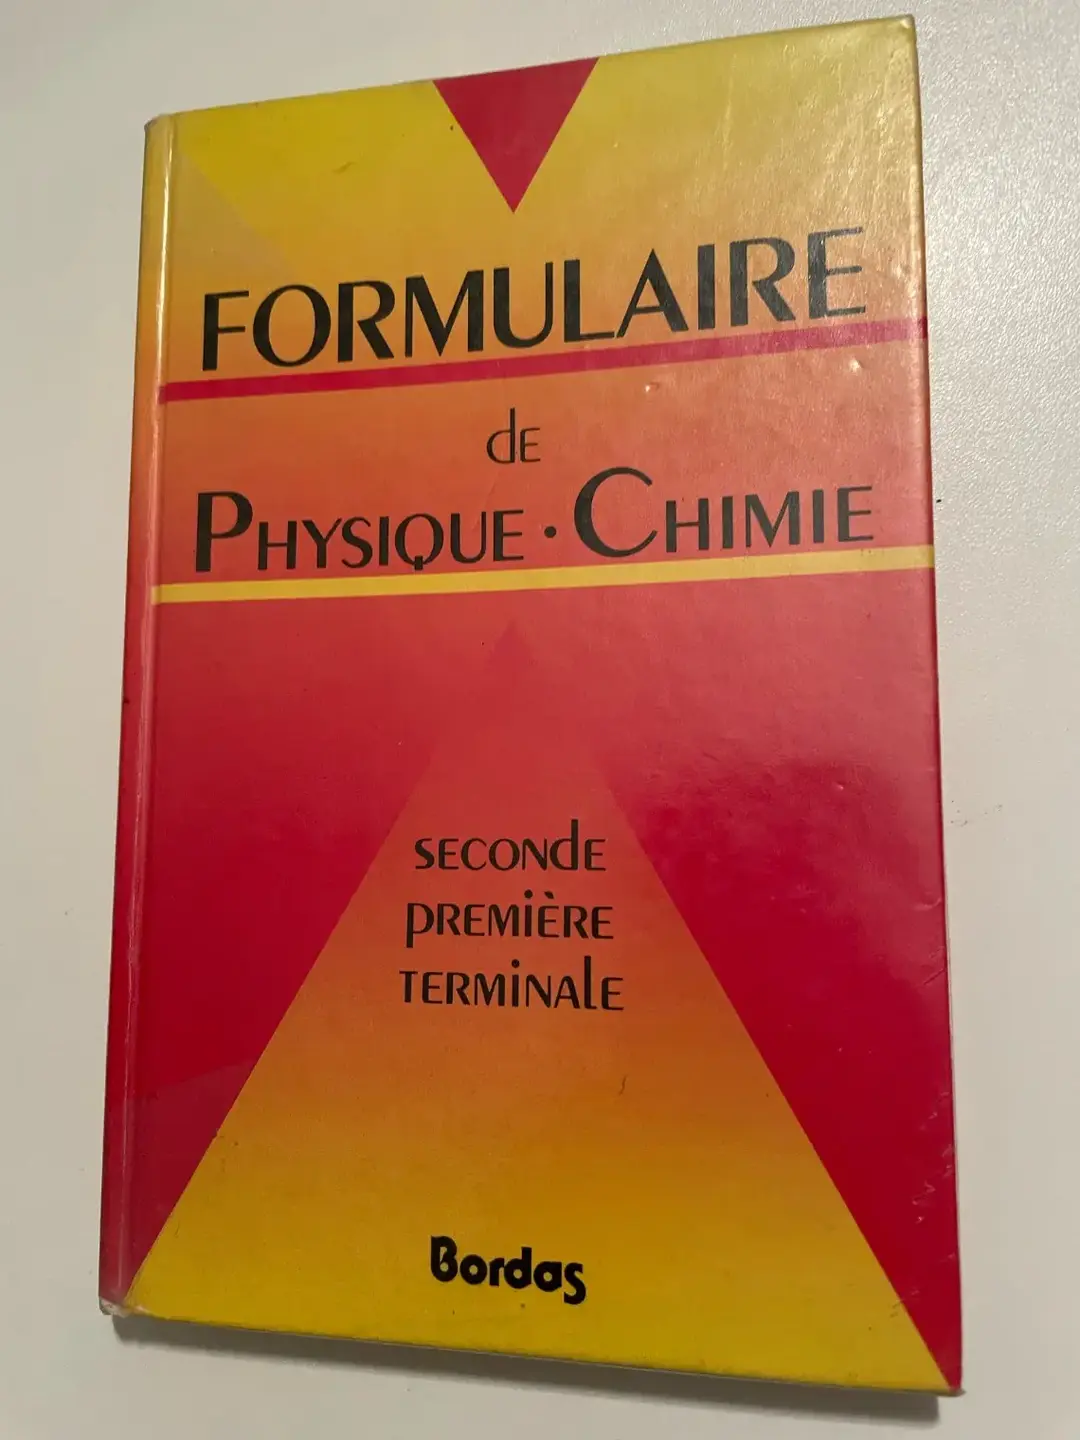 FORMULAIRE
de
PHYSIQUE · CHIMIE
SECONdE
PREMIÈRE
TERMINALE
Bordas